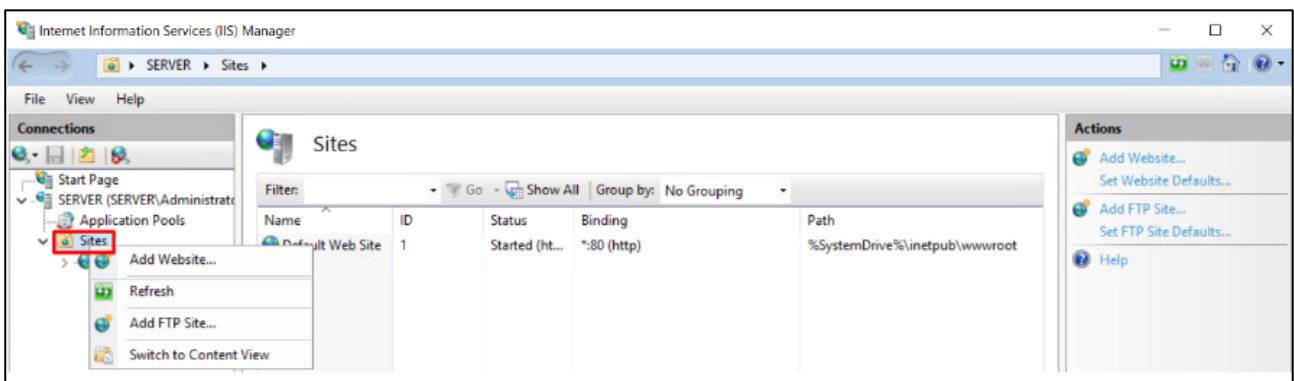 Internet Information Services (IIS) Manager
SERVER Sites
File View Help
Connections
Start Page
SERVER (SERVER\Administrato
Application Pools
Sites
Add Website...
Refresh
Add FTP Site...
Switch to Content View
Sites
Filter: Go Show All Group by: No Grouping
Name ID Status Binding Path
Default Web Site 1 Started (ht... *:80 (http) %SystemDrive%\inetpub\wwwroot
Actions
Add Website...
Set Website Defaults...
Add FTP Site...
Set FTP Site Defaults...
Help